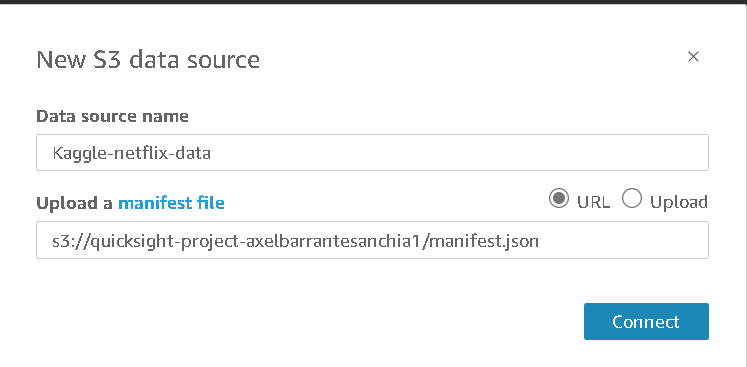 New S3 data source ×
Data source name
Kaggle-netflix-data
Upload a manifest file URL Upload
s3://quicksight-project-axelbarrantesanchia1/manifest.json
Connect